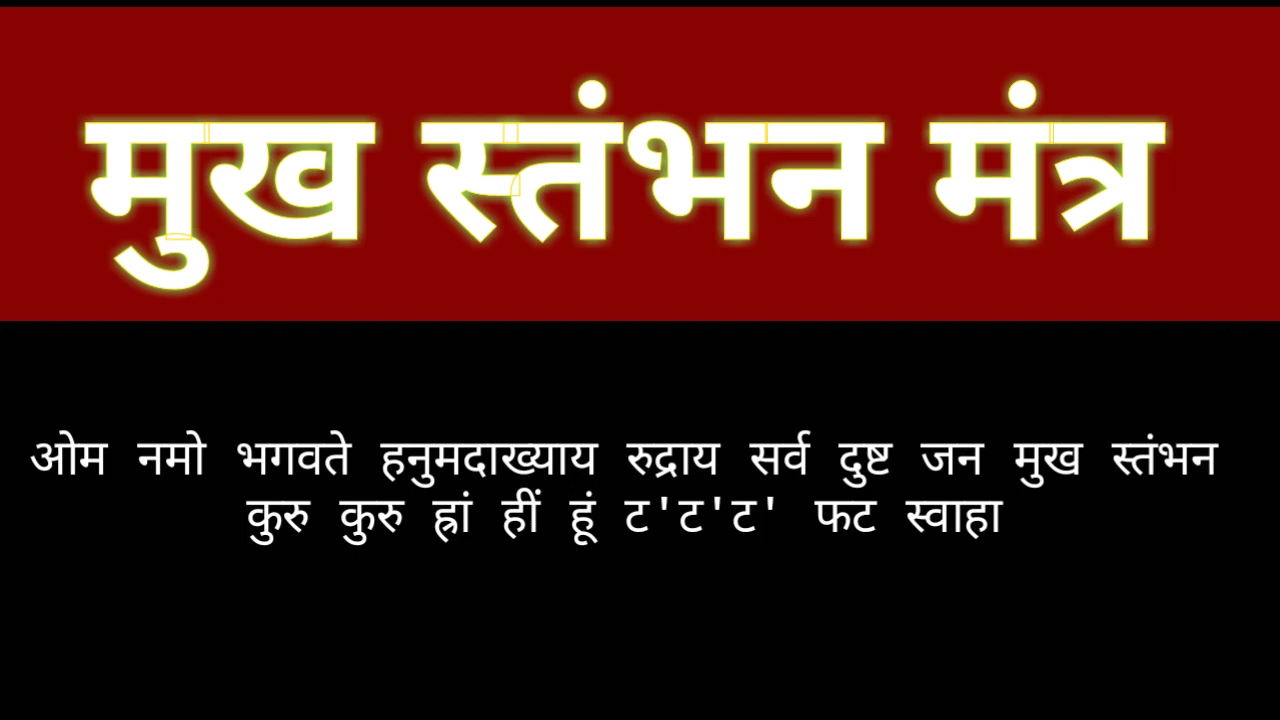 मुख स्तंभन मंत्र
ओम नमो भगवते हनुमदाख्याय रुद्राय सर्व दुष्ट जन मुख स्तंभन
कुरु कुरु ह्रां हीं हूं ट'ट'ट' फट स्वाहा